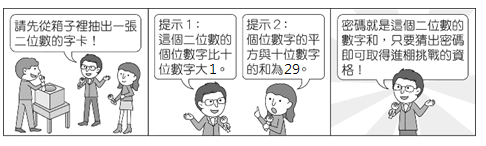 請先從箱子裡抽出一張
二位數的字卡！
提示1：
這個二位數的
個位數字比十
位數字大1。
提示2：
個位數字的平
方與十位數字
的和為29。
密碼就是這個二位數的
數字和，只要猜出密碼
即可取得進棚挑戰的資
格！